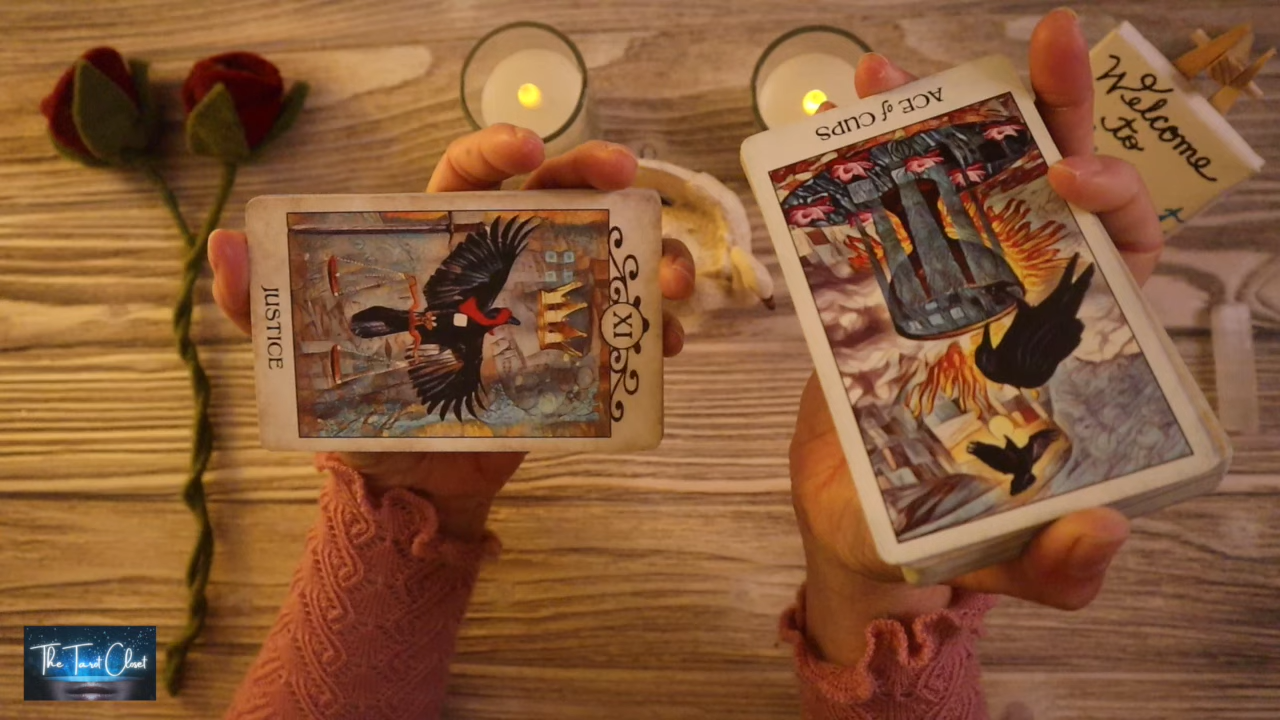 JUSTICE
XI
ACE of CUPS
Welcome
to
The Tarot Closet